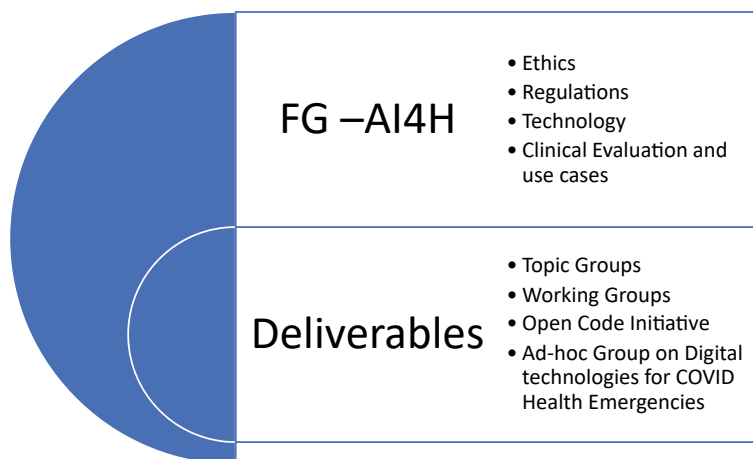 FG –AI4H
• Ethics
• Regulations
• Technology
• Clinical Evaluation and
use cases
Deliverables
• Topic Groups
• Working Groups
• Open Code Initiative
• Ad-hoc Group on Digital
technologies for COVID
Health Emergencies